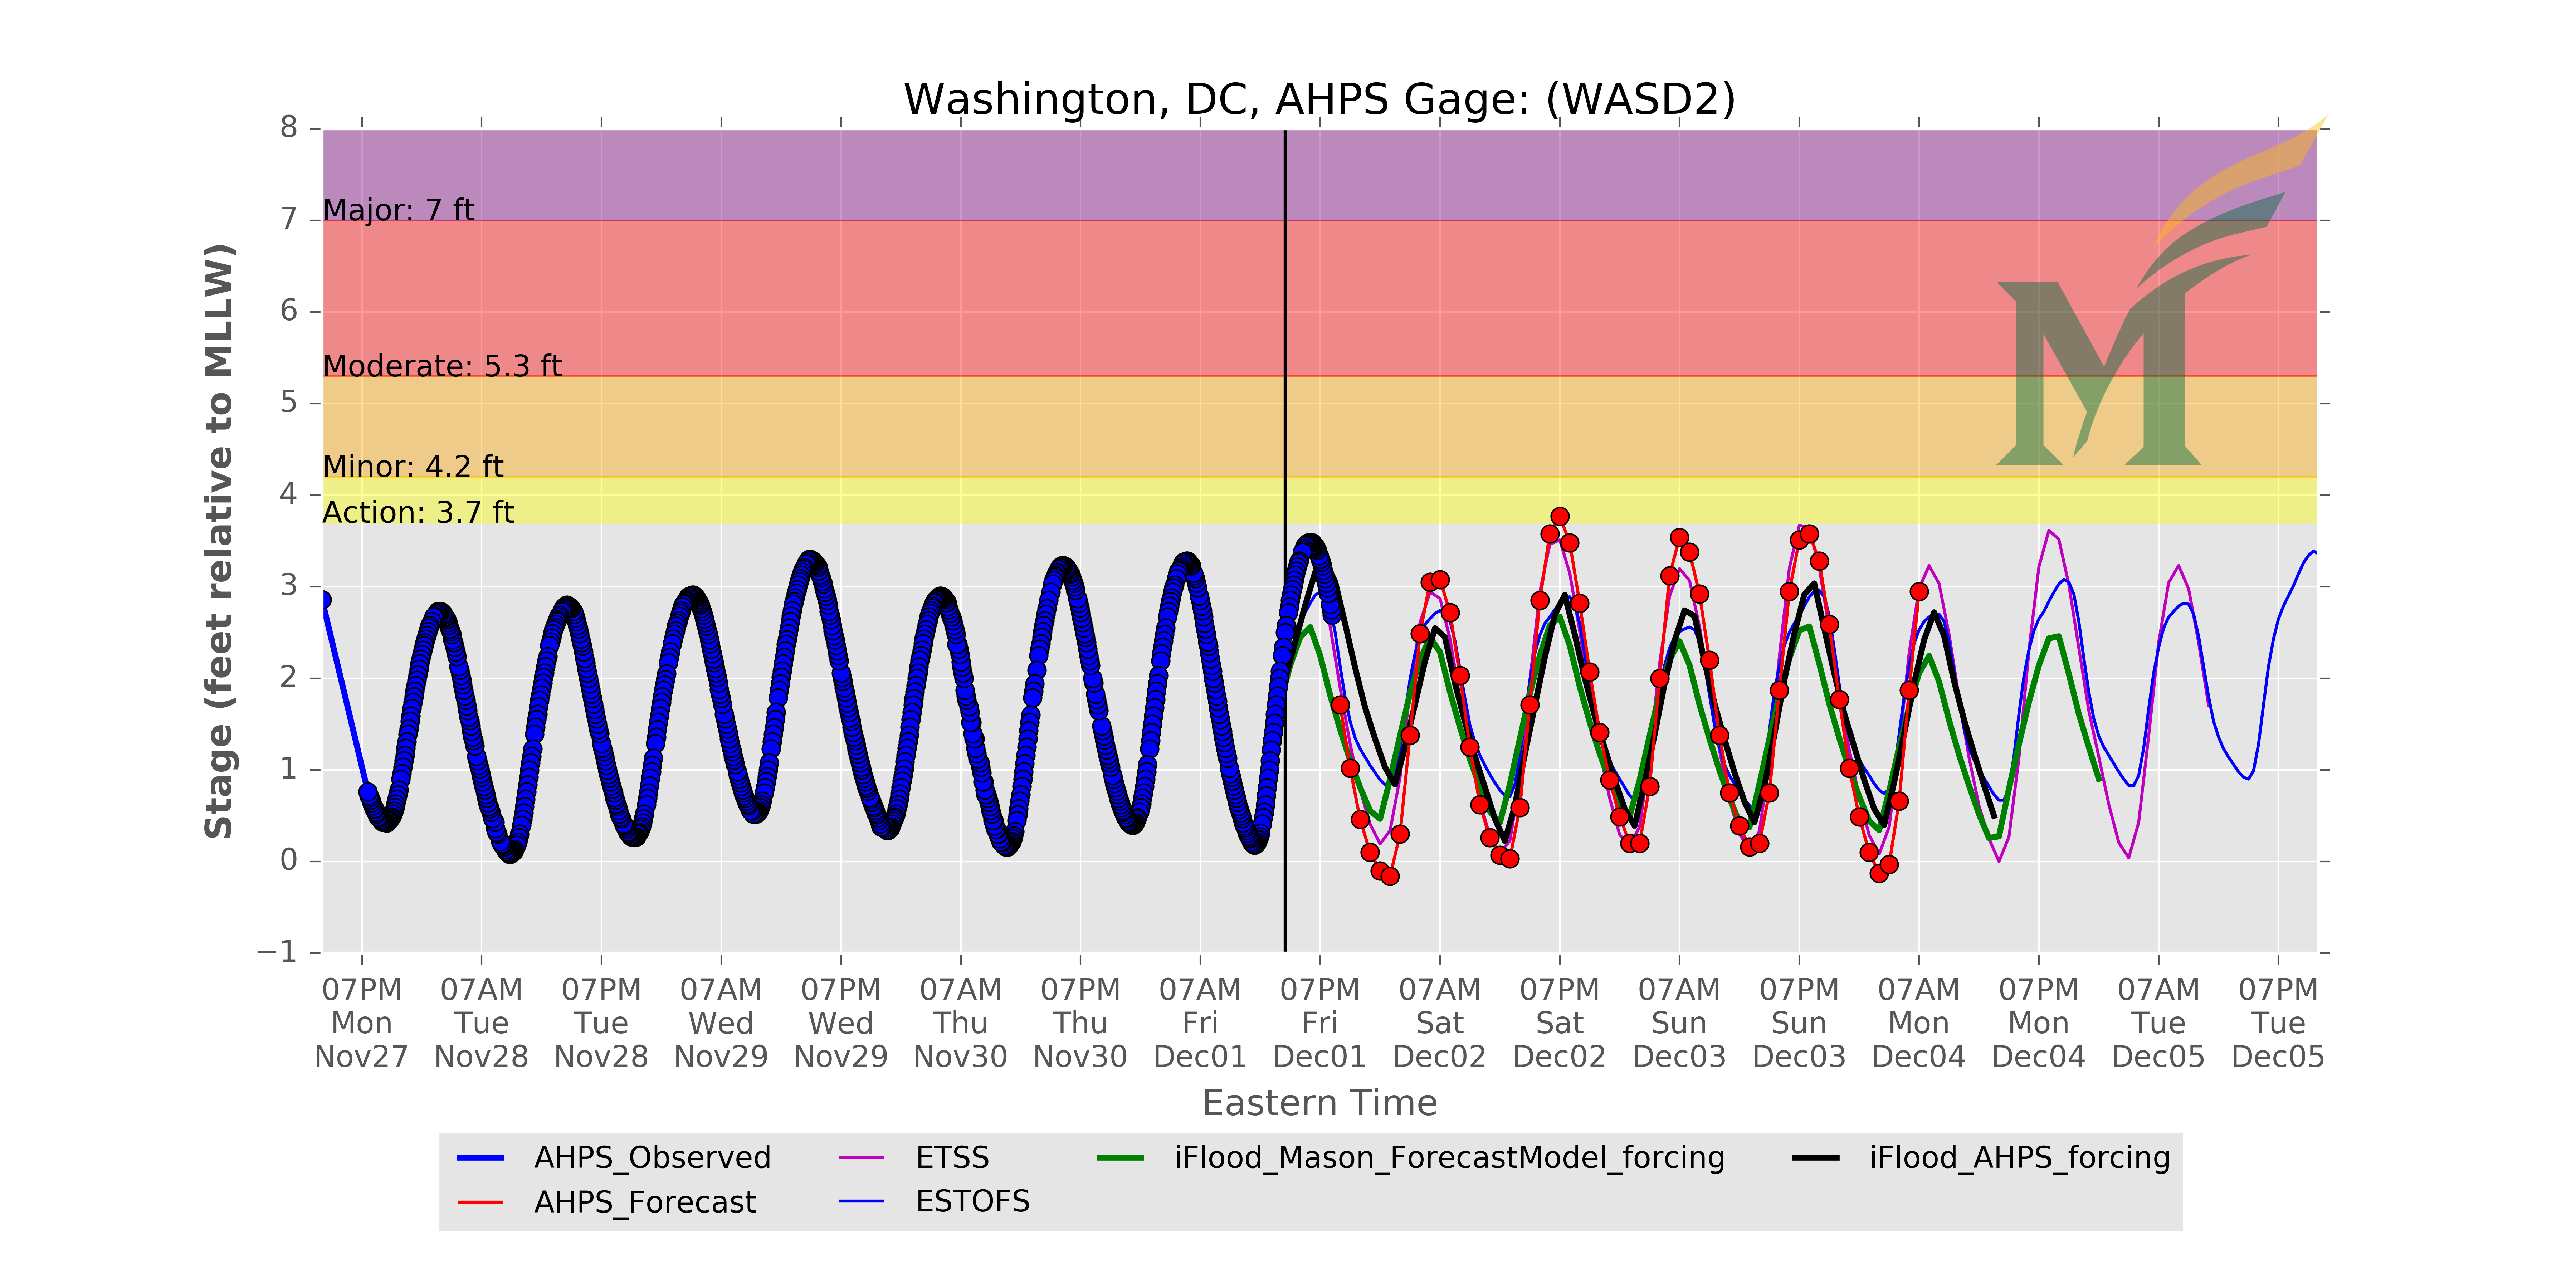 Washington, DC, AHPS Gage: (WASD2)
8
7
6
5
4
3
2
1
0
−1
Stage (feet relative to MLLW)
Major: 7 ft
Moderate: 5.3 ft
Minor: 4.2 ft
Action: 3.7 ft
M
07PM 07AM 07PM 07AM 07PM 07AM 07PM 07AM 07PM 07AM 07PM 07AM 07PM 07AM 07PM 07AM 07PM
Mon Tue Tue Wed Wed Thu Thu Fri Fri Sat Sat Sun Sun Mon Mon Tue Tue
Nov27 Nov28 Nov28 Nov29 Nov29 Nov30 Nov30 Dec01 Dec01 Dec02 Dec02 Dec03 Dec03 Dec04 Dec04 Dec05 Dec05
Eastern Time
AHPS_Observed ETSS iFlood_Mason_ForecastModel_forcing iFlood_AHPS_forcing
AHPS_Forecast ESTOFS